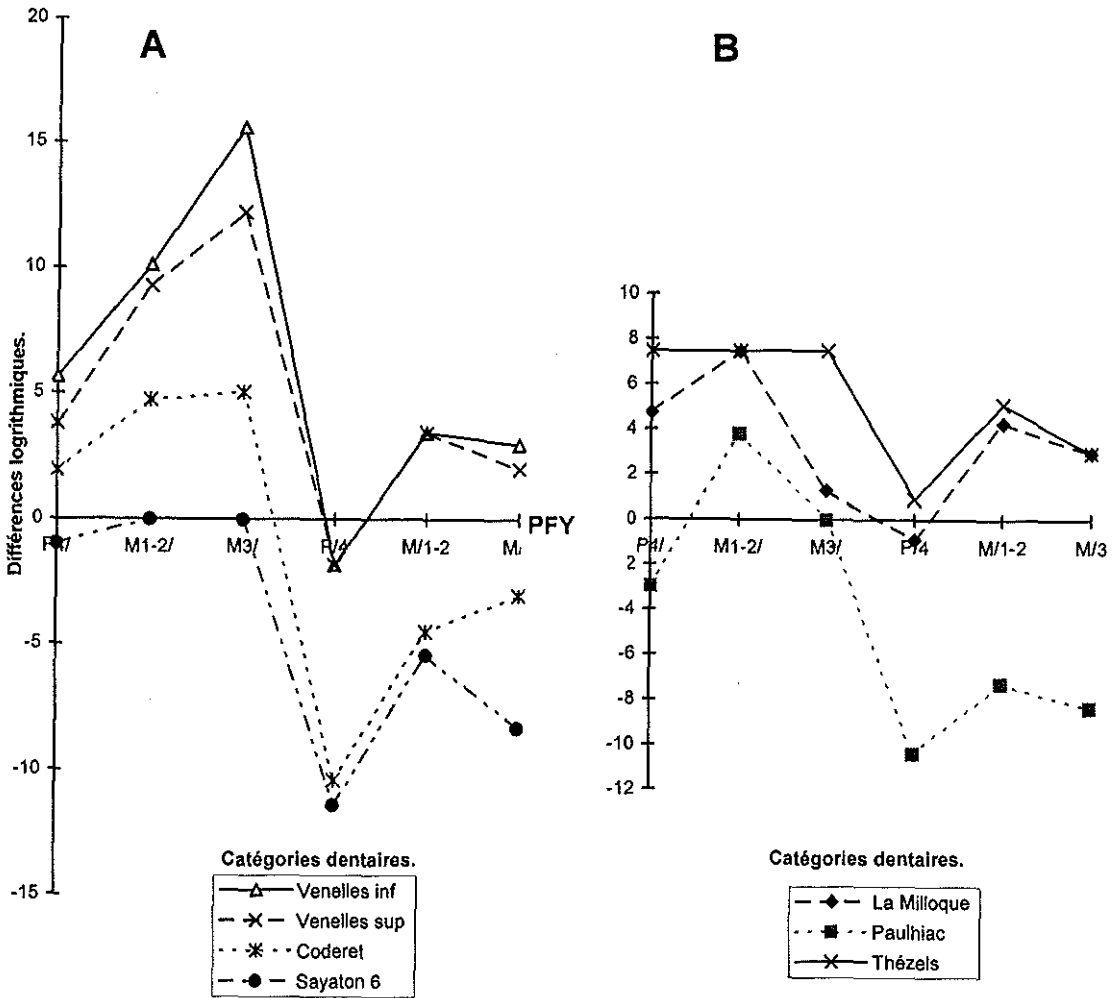 A
20
15
10
5
0
-5
-10
-15
Différences logrithmiques.
P4/ M1-2/ M3/ P/4 M/1-2 M/
PFY
Catégories dentaires.
Venelles inf
Venelles sup
Coderet
Sayaton 6
B
10
8
6
4
2
0
2
-4
-6
-8
-10
-12
P4/ M1-2/ M3/ P/4 M/1-2 M/3
Catégories dentaires.
La Milloque
Paulhiac
Thézels